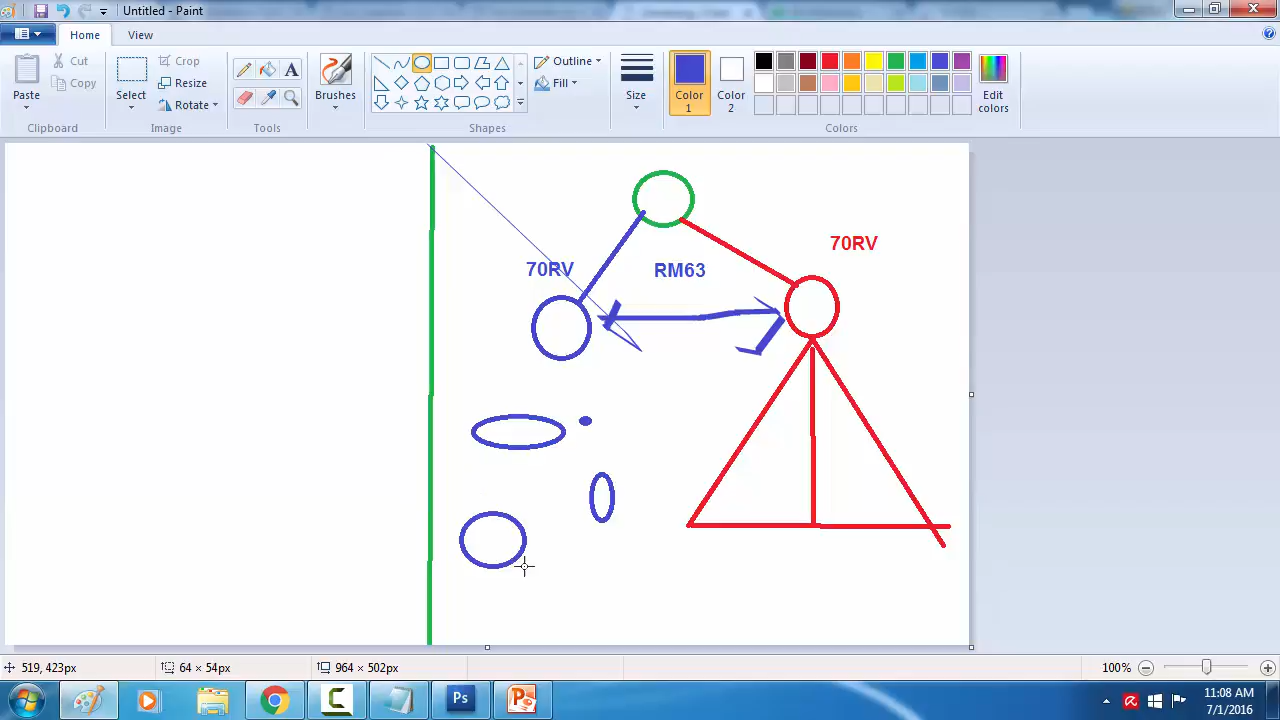 Untitled - Paint
Home
View
Paste
Cut
Copy
Clipboard
Select
Crop
Resize
Rotate
Image
A
Tools
Brushes
Shapes
Outline
Fill
Size
Color 1
Color 2
Edit colors
Colors
70RV
70RV
RM63
519, 423px
64 × 54px
964 × 502px
100%
C
Ps
P
11:08 AM
7/1/2016